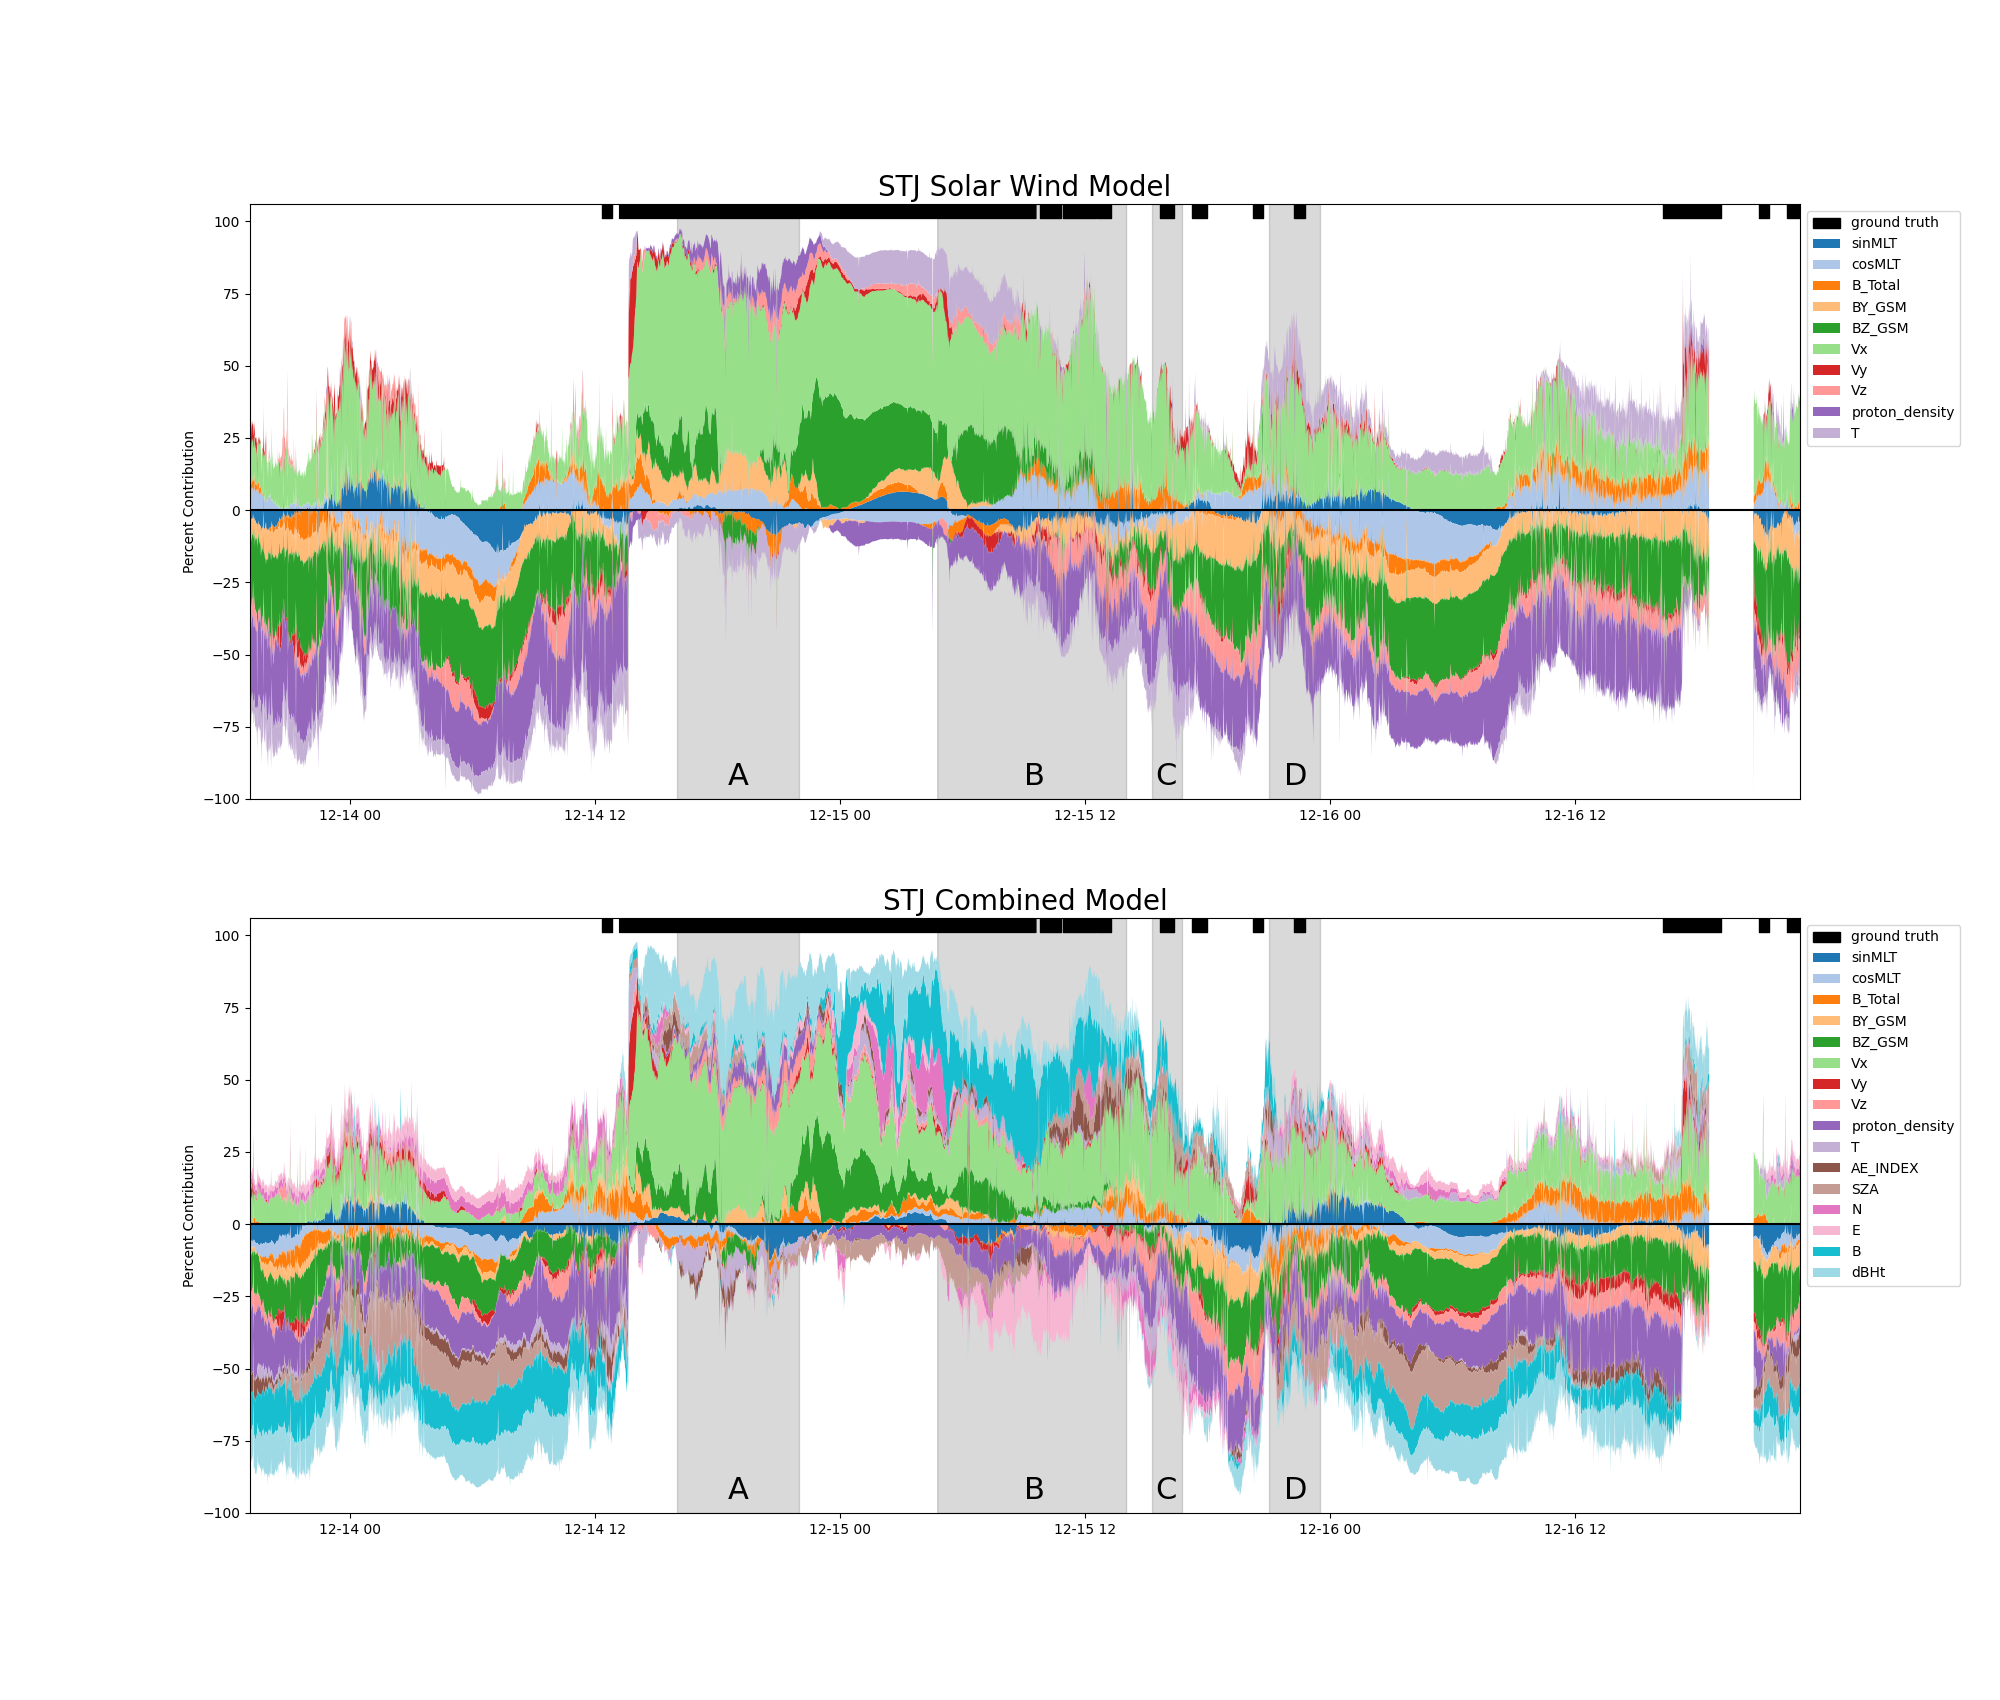 STJ Solar Wind Model
100
75
50
25
0
−25
−50
−75
−100
Percent Contribution
A
B
C
D
12-14 00
12-14 12
12-15 00
12-15 12
12-16 00
12-16 12
ground truth
sinMLT
cosMLT
B_Total
BY_GSM
BZ_GSM
Vx
Vy
Vz
proton_density
T
STJ Combined Model
100
75
50
25
0
−25
−50
−75
−100
Percent Contribution
A
B
C
D
12-14 00
12-14 12
12-15 00
12-15 12
12-16 00
12-16 12
ground truth
sinMLT
cosMLT
B_Total
BY_GSM
BZ_GSM
Vx
Vy
Vz
proton_density
T
AE_INDEX
SZA
N
E
B
dBHt